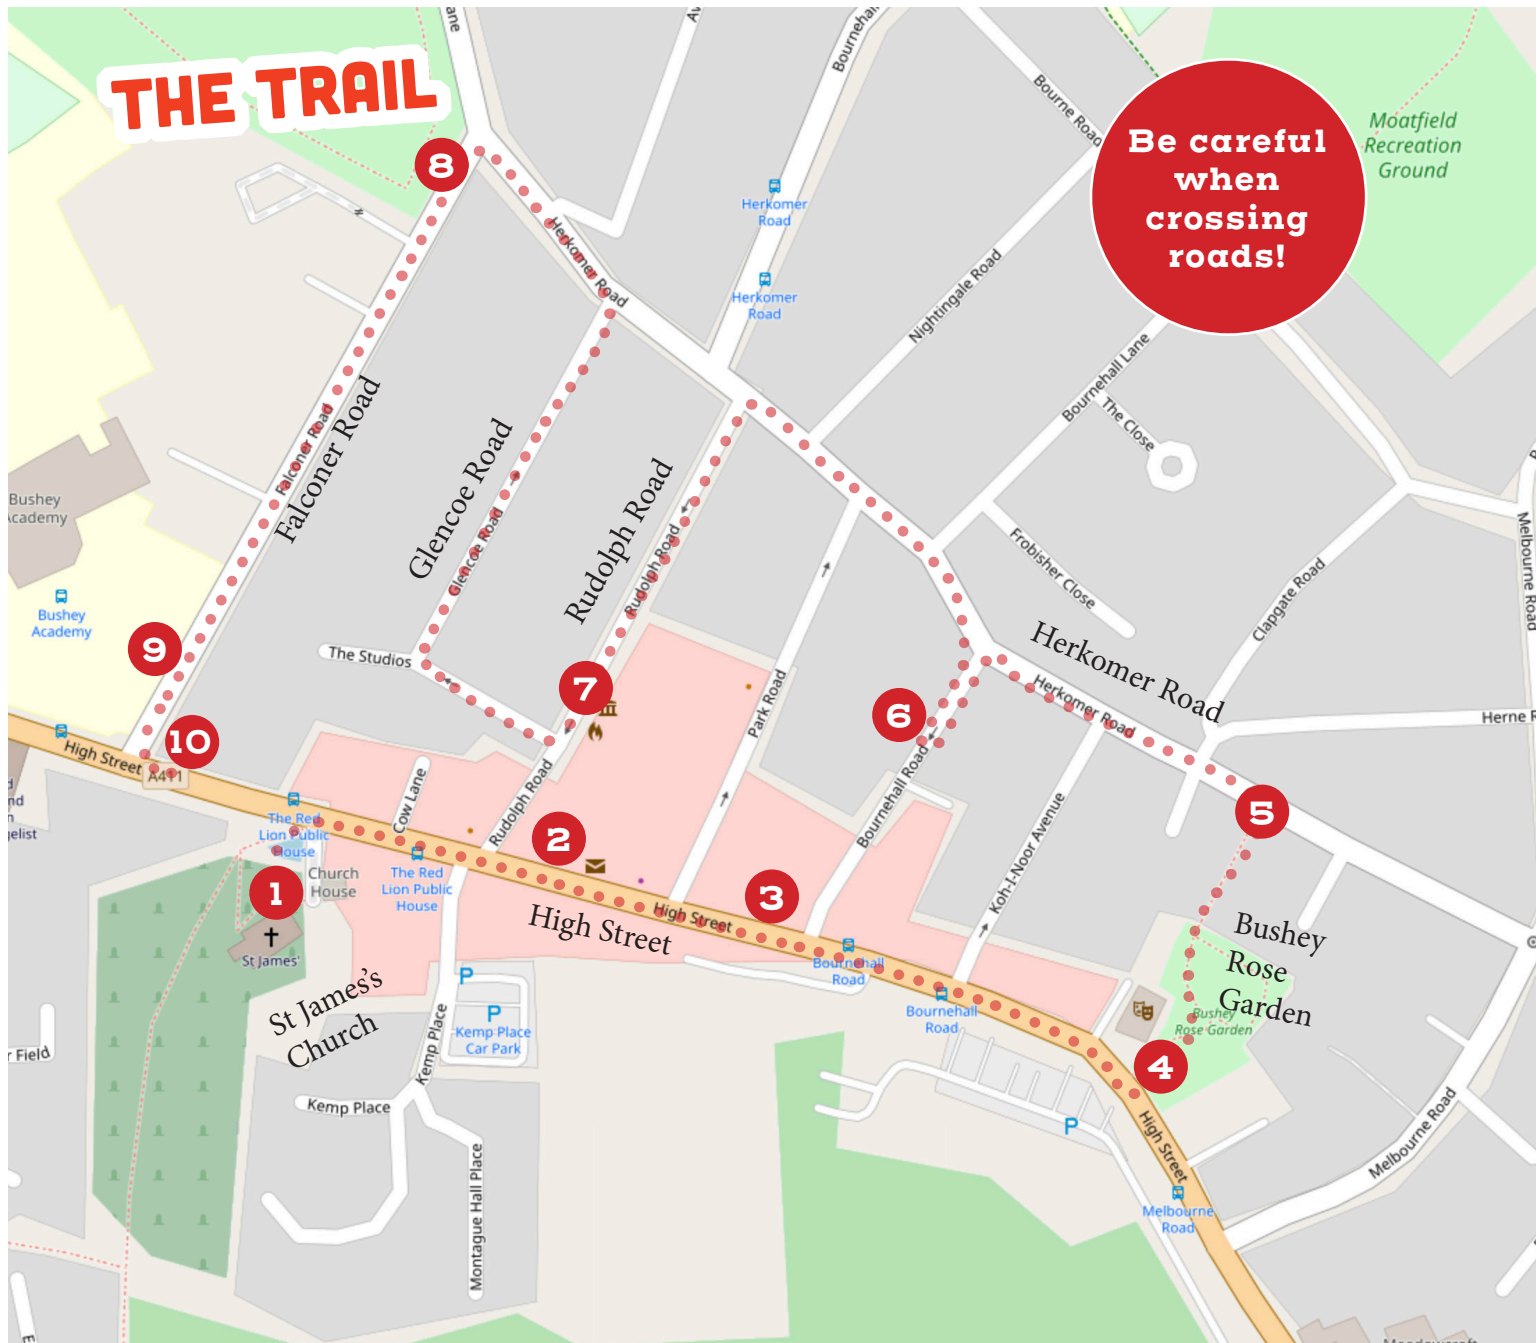 THE TRAIL
Be careful
when
crossing
roads!
Moatfield
Recreation
Ground
Bourne Road
Herkomer
Road
Herkomer
Road
Herkomer Road
Nightingale Road
Bournehall Lane
The Close
Frobisher Close
Clapgate Road
Melbourne Road
8
Falconer Road
Falconer Road
Glencoe Road
Glencoe Road
Rudolph Road
Rudolph Road
Bushey
Academy
Bushey
Academy
9
The Studios
7
Park Road
6
Herkomer Road
Herkomer Road
10
High Street
A411
The Red
Lion Public
House
Cow Lane
Rudolph Road
2
The Red
Lion Public
House
Church
House
1
St James'
St James's
Church
High Street
High Street
3
Bournehall Road
Bournehall
Road
Bournehall
Road
Koh-I-Noor Avenue
5
Bushey
Rose
Garden
Bushey
Rose Garden
4
P
P
Kemp Place
Car Park
Kemp Place
Kemp Place
Montague Hall Place
P
High Street
Melbourne
Road
Melbourne Road